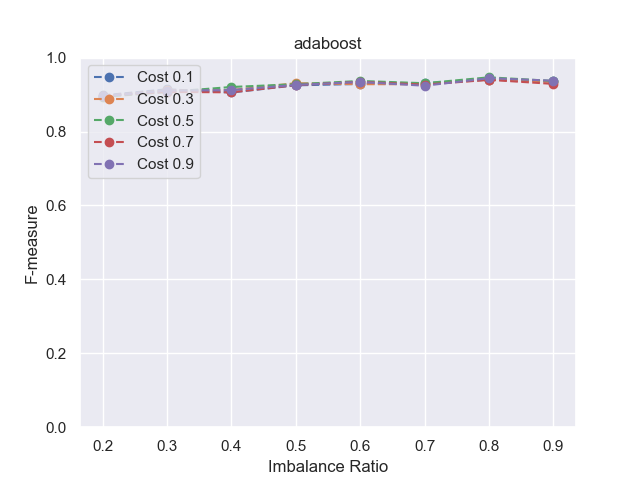 adaboost
1.0
0.8
0.6
0.4
0.2
0.0
F-measure
Cost 0.1
Cost 0.3
Cost 0.5
Cost 0.7
Cost 0.9
0.2 0.3 0.4 0.5 0.6 0.7 0.8 0.9
Imbalance Ratio